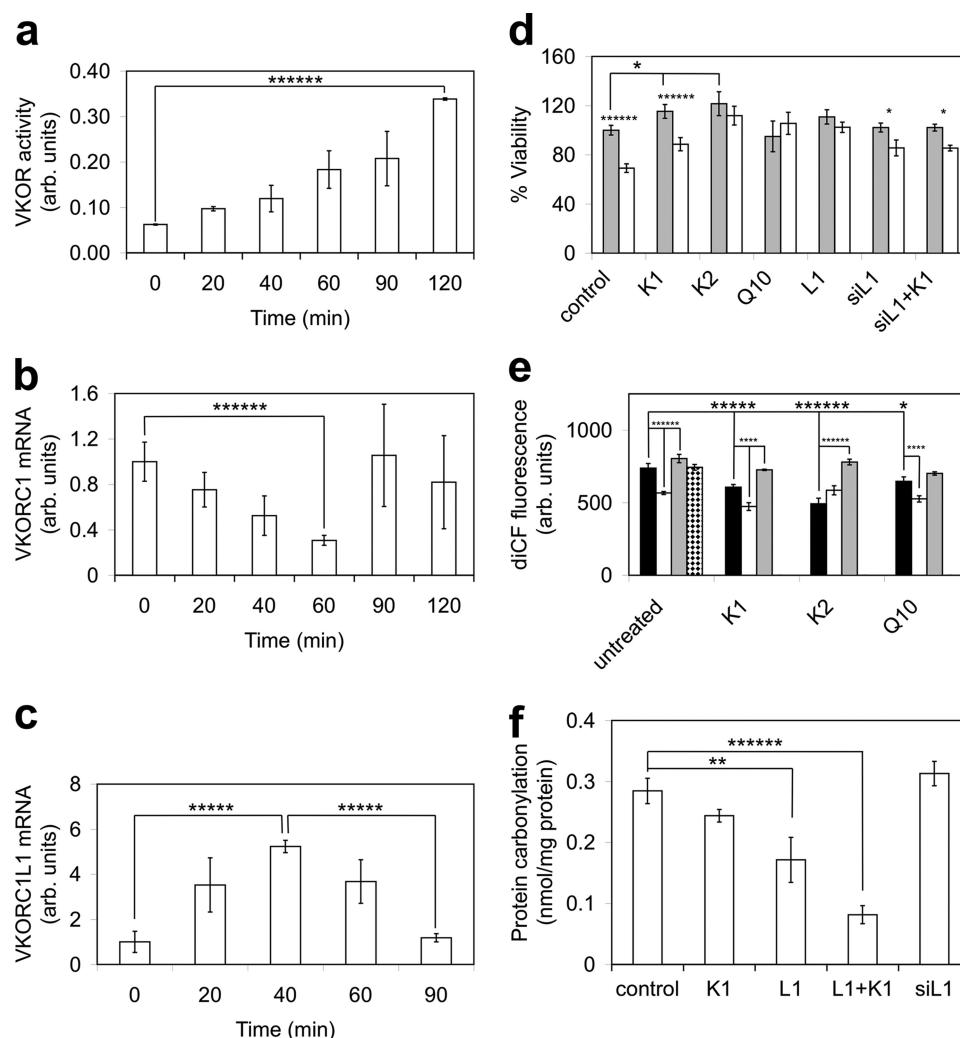 a
******
VKOR activity
(arb. units)
0.40
0.30
0.20
0.10
0.00
0 20 40 60 90 120
Time (min)
b
******
VKORC1 mRNA
(arb. units)
1.6
1.2
0.8
0.4
0
0 20 40 60 90 120
Time (min)
c
***** *****
VKORC1L1 mRNA
(arb. units)
8
6
4
2
0
0 20 40 60 90
Time (min)
d
% Viability
160
120
80
40
0
*
****** ****** * *
control K1 K2 Q10 L1 siL1 siL1+K1
e
diCF fluorescence
(arb. units)
1000
500
0
***** ****** *
****** **** ****** ****
untreated K1 K2 Q10
f
Protein carbonylation
(nmol/mg protein)
0.4
0.3
0.2
0.1
0
******
**
control K1 L1 L1+K1 siL1